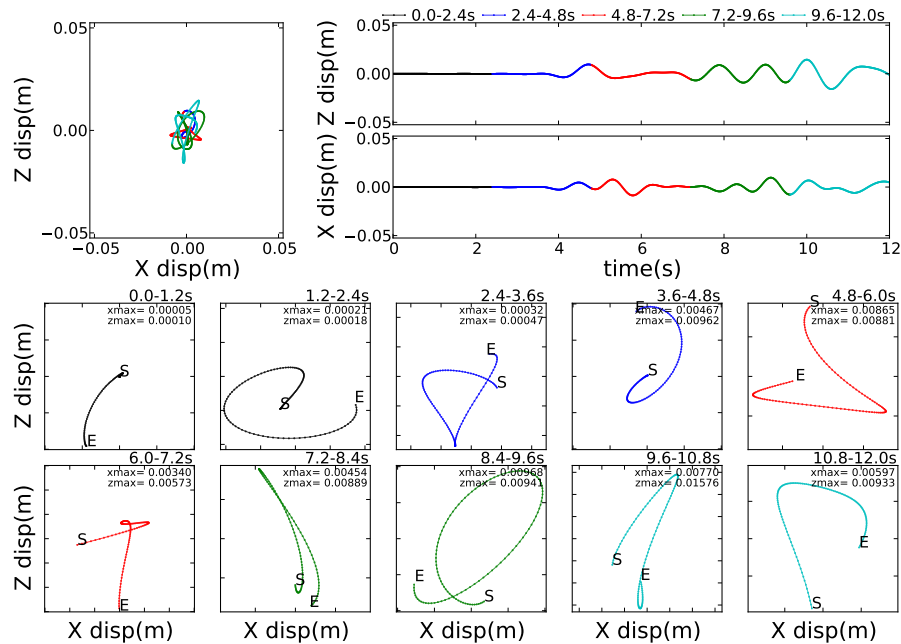 0.0-2.4s 2.4-4.8s 4.8-7.2s 7.2-9.6s 9.6-12.0s
0.05
0.00
−0.05
−0.05 0.00 0.05
Z disp(m)
X disp(m)
0.05
0.00
−0.05
Z disp(m)
0.05
0.00
−0.05
X disp(m)
0 2 4 6 8 10 12
time(s)
0.0-1.2s
xmax= 0.00005
zmax= 0.00010
S
E
1.2-2.4s
xmax= 0.00021
zmax= 0.00018
S
E
2.4-3.6s
xmax= 0.00032
zmax= 0.00047
E
S
3.6-4.8s
xmax= 0.00467
zmax= 0.00962
E
S
4.8-6.0s
xmax= 0.00865
zmax= 0.00881
S
E
Z disp(m)
6.0-7.2s
xmax= 0.00340
zmax= 0.00573
S
E
7.2-8.4s
xmax= 0.00454
zmax= 0.00889
S
E
8.4-9.6s
xmax= 0.00968
zmax= 0.00941
E
S
9.6-10.8s
xmax= 0.00770
zmax= 0.01576
S
E
10.8-12.0s
xmax= 0.00597
zmax= 0.00933
E
S
Z disp(m)
X disp(m) X disp(m) X disp(m) X disp(m) X disp(m)